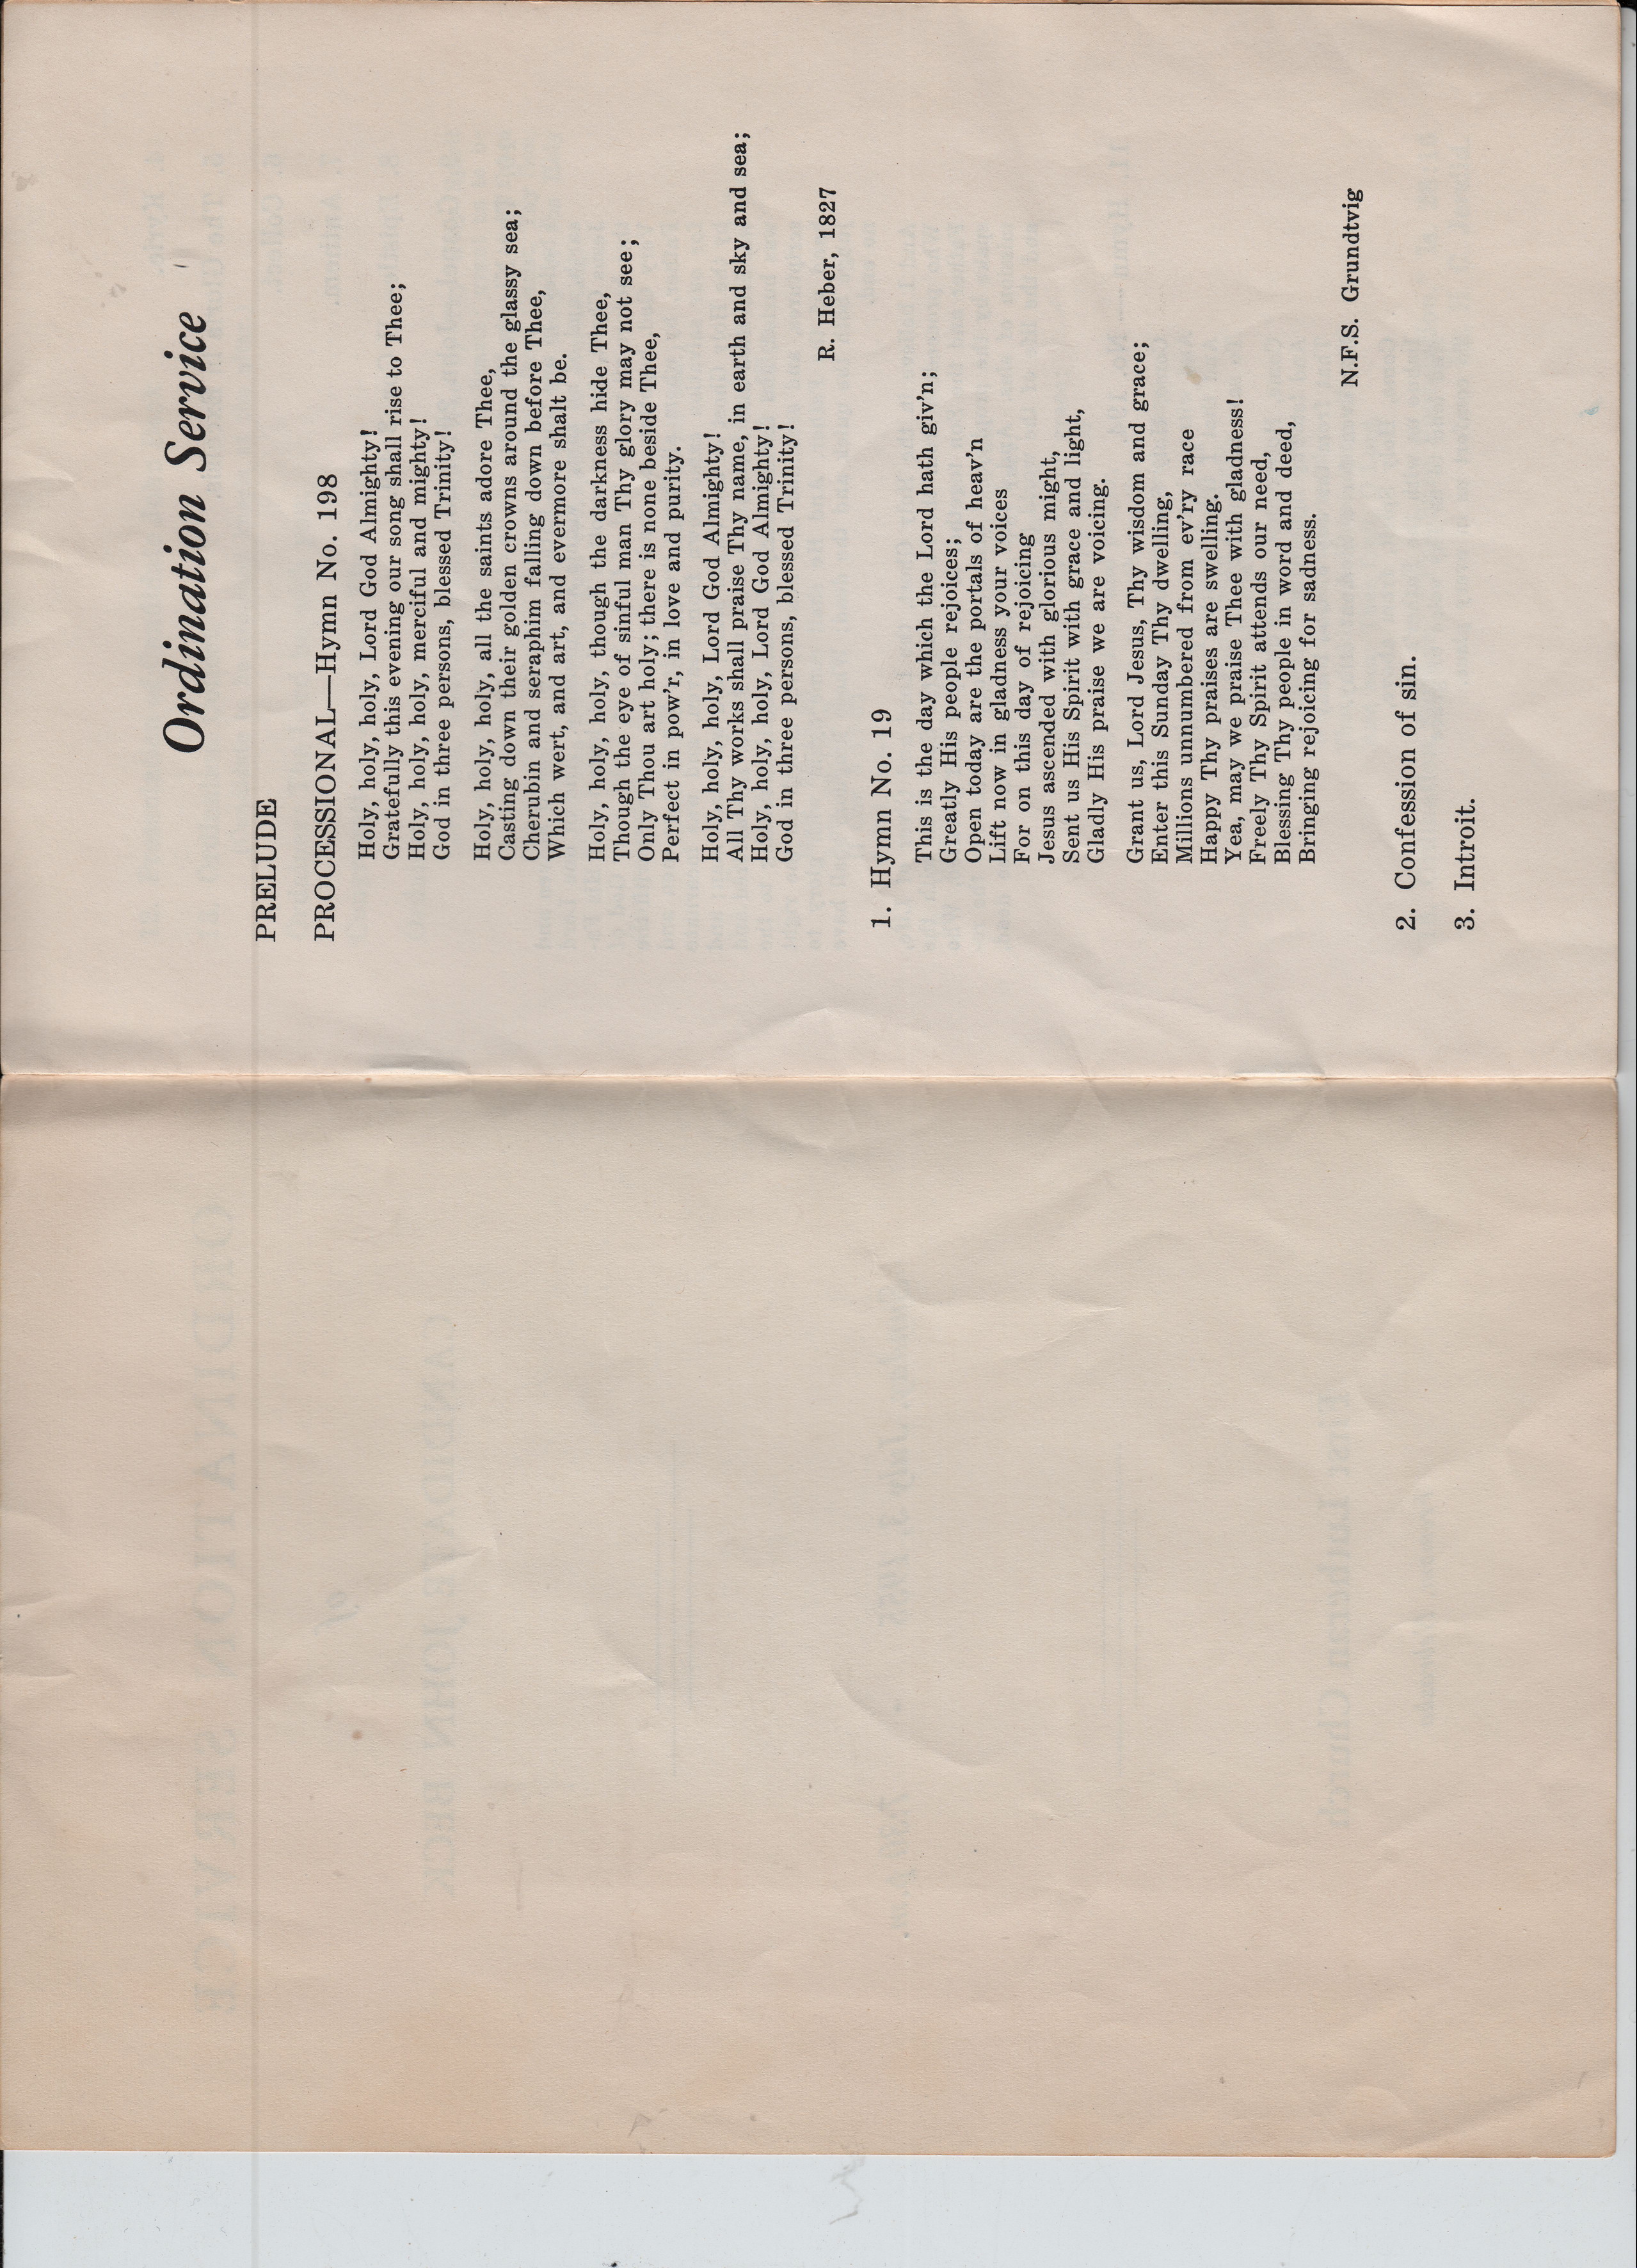 Ordination Service
PRELUDE
PROCESSIONAL—Hymn No. 198
Holy, holy, holy, Lord God Almighty!
Gratefully this evening our song shall rise to Thee;
Holy, holy, holy, merciful and mighty!
God in three persons, blessed Trinity!
Holy, holy, holy, all the saints adore Thee,
Casting down their golden crowns around the glassy sea;
Cherubin and seraphim falling down before Thee,
Which wert, and art, and evermore shalt be.
Holy, holy, holy, though the darkness hide Thee,
Though the eye of sinful man Thy glory may not see;
Only Thou art holy; there is none beside Thee,
Perfect in pow'r, in love and purity.
Holy, holy, holy, Lord God Almighty!
All Thy works shall praise Thy name, in earth and sky and sea;
Holy, holy, holy, Lord God Almighty!
God in three persons, blessed Trinity!
R. Heber, 1827
1. Hymn No. 19
This is the day which the Lord hath giv'n;
Greatly His people rejoices;
Open today are the portals of heav'n
Lift now in gladness your voices
For on this day of rejoicing
Jesus ascended with glorious might,
Sent us His Spirit with grace and light,
Gladly His praise we are voicing.
Grant us, Lord Jesus, Thy wisdom and grace;
Enter this Sunday Thy dwelling,
Millions unnumbered from ev'ry race
Happy Thy praises are swelling.
Yea, may we praise Thee with gladness!
Freely Thy Spirit attends our need,
Blessing Thy people in word and deed,
Bringing rejoicing for sadness.
N.F.S. Grundtvig
2. Confession of sin.
3. Introit.
ORDINATION SERVICE
of